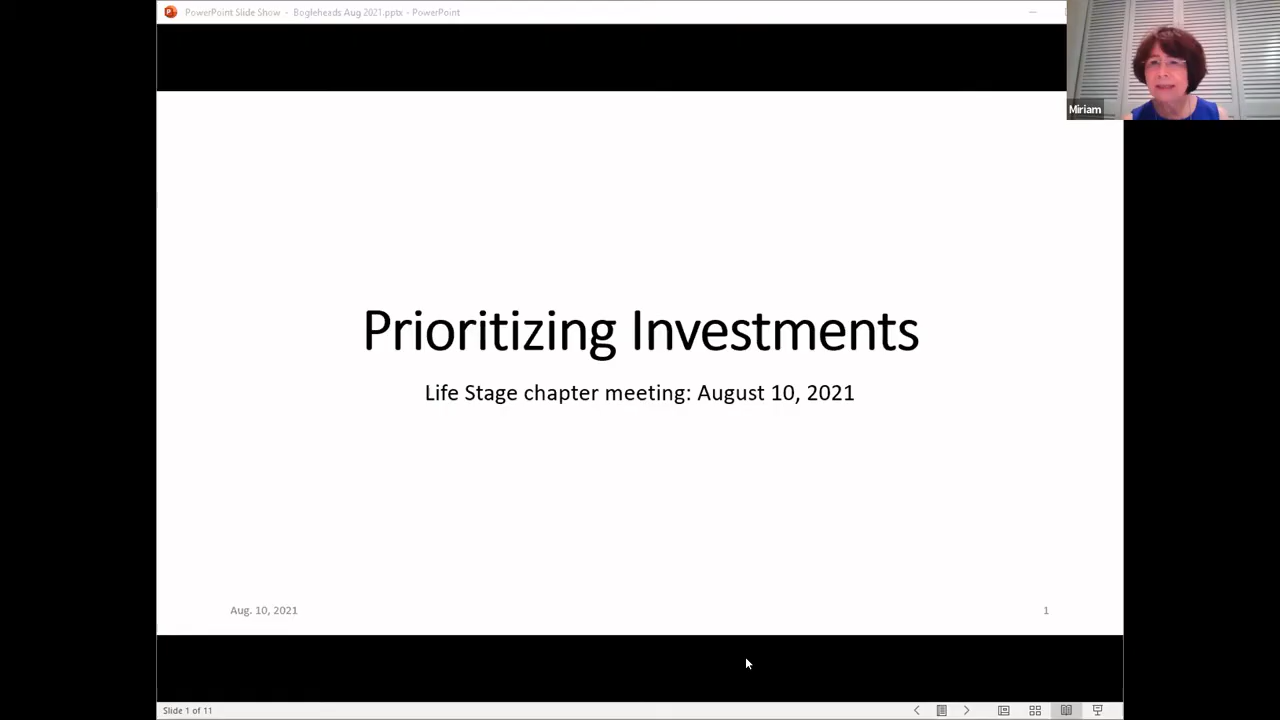 PowerPoint Slide Show - Bogleheads Aug 2021.pptx - PowerPoint
Miriam
Prioritizing Investments
Life Stage chapter meeting: August 10, 2021
Aug. 10, 2021
1
Slide 1 of 11